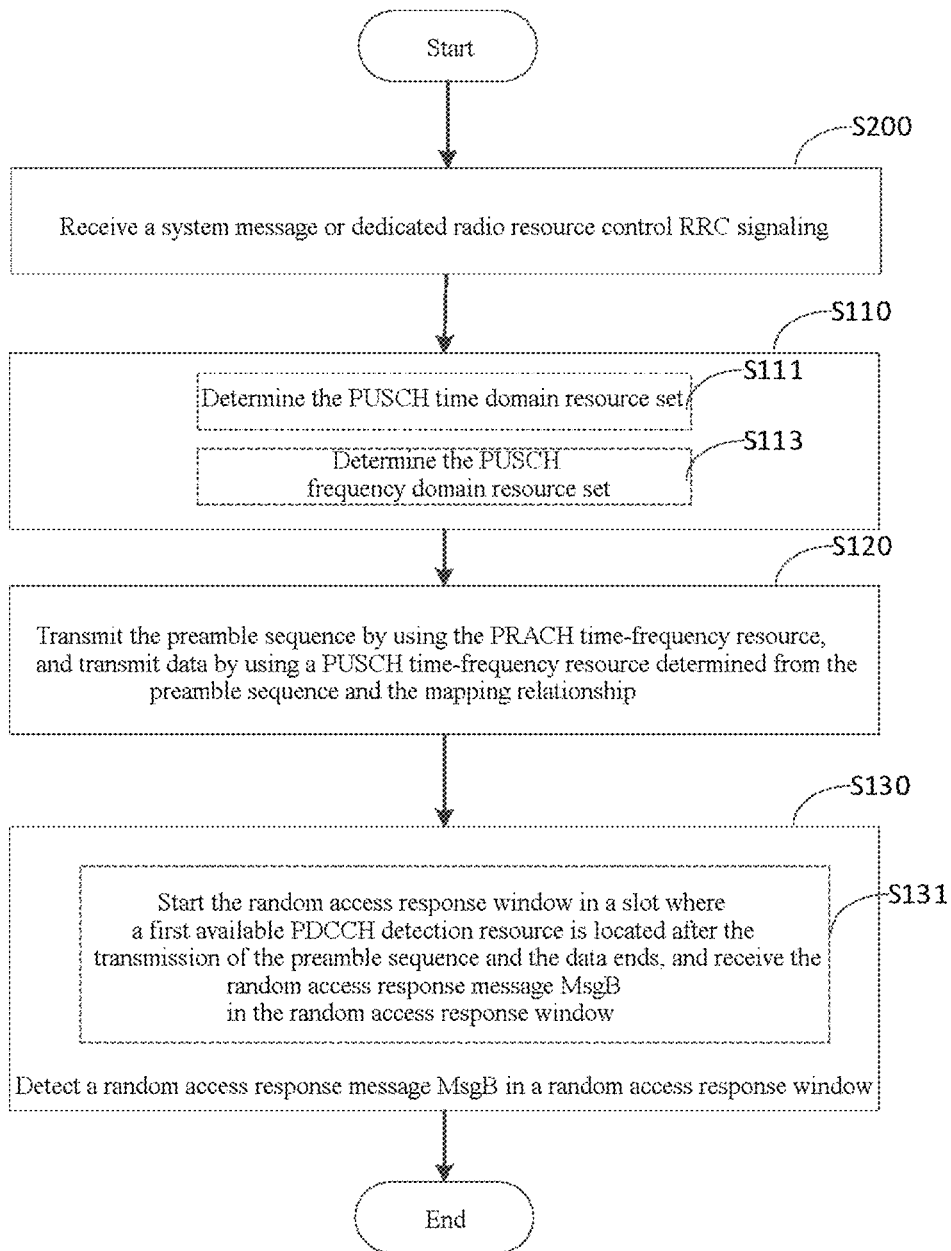 Start
S200
Receive a system message or dedicated radio resource control RRC signaling
S110
S111
Determine the PUSCH time domain resource set
S113
Determine the PUSCH
frequency domain resource set
S120
Transmit the preamble sequence by using the PRACH time-frequency resource,
and transmit data by using a PUSCH time-frequency resource determined from the
preamble sequence and the mapping relationship
S130
S131
Start the random access response window in a slot where
a first available PDCCH detection resource is located after the
transmission of the preamble sequence and the data ends, and receive the
random access response message MsgB
in the random access response window
Detect a random access response message MsgB in a random access response window
End